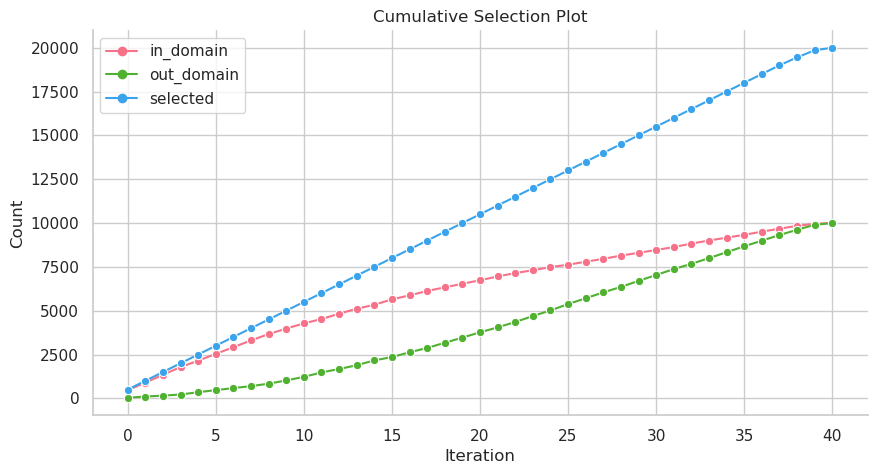 Cumulative Selection Plot
in_domain
out_domain
selected
Count
20000
17500
15000
12500
10000
7500
5000
2500
0
0 5 10 15 20 25 30 35 40
Iteration